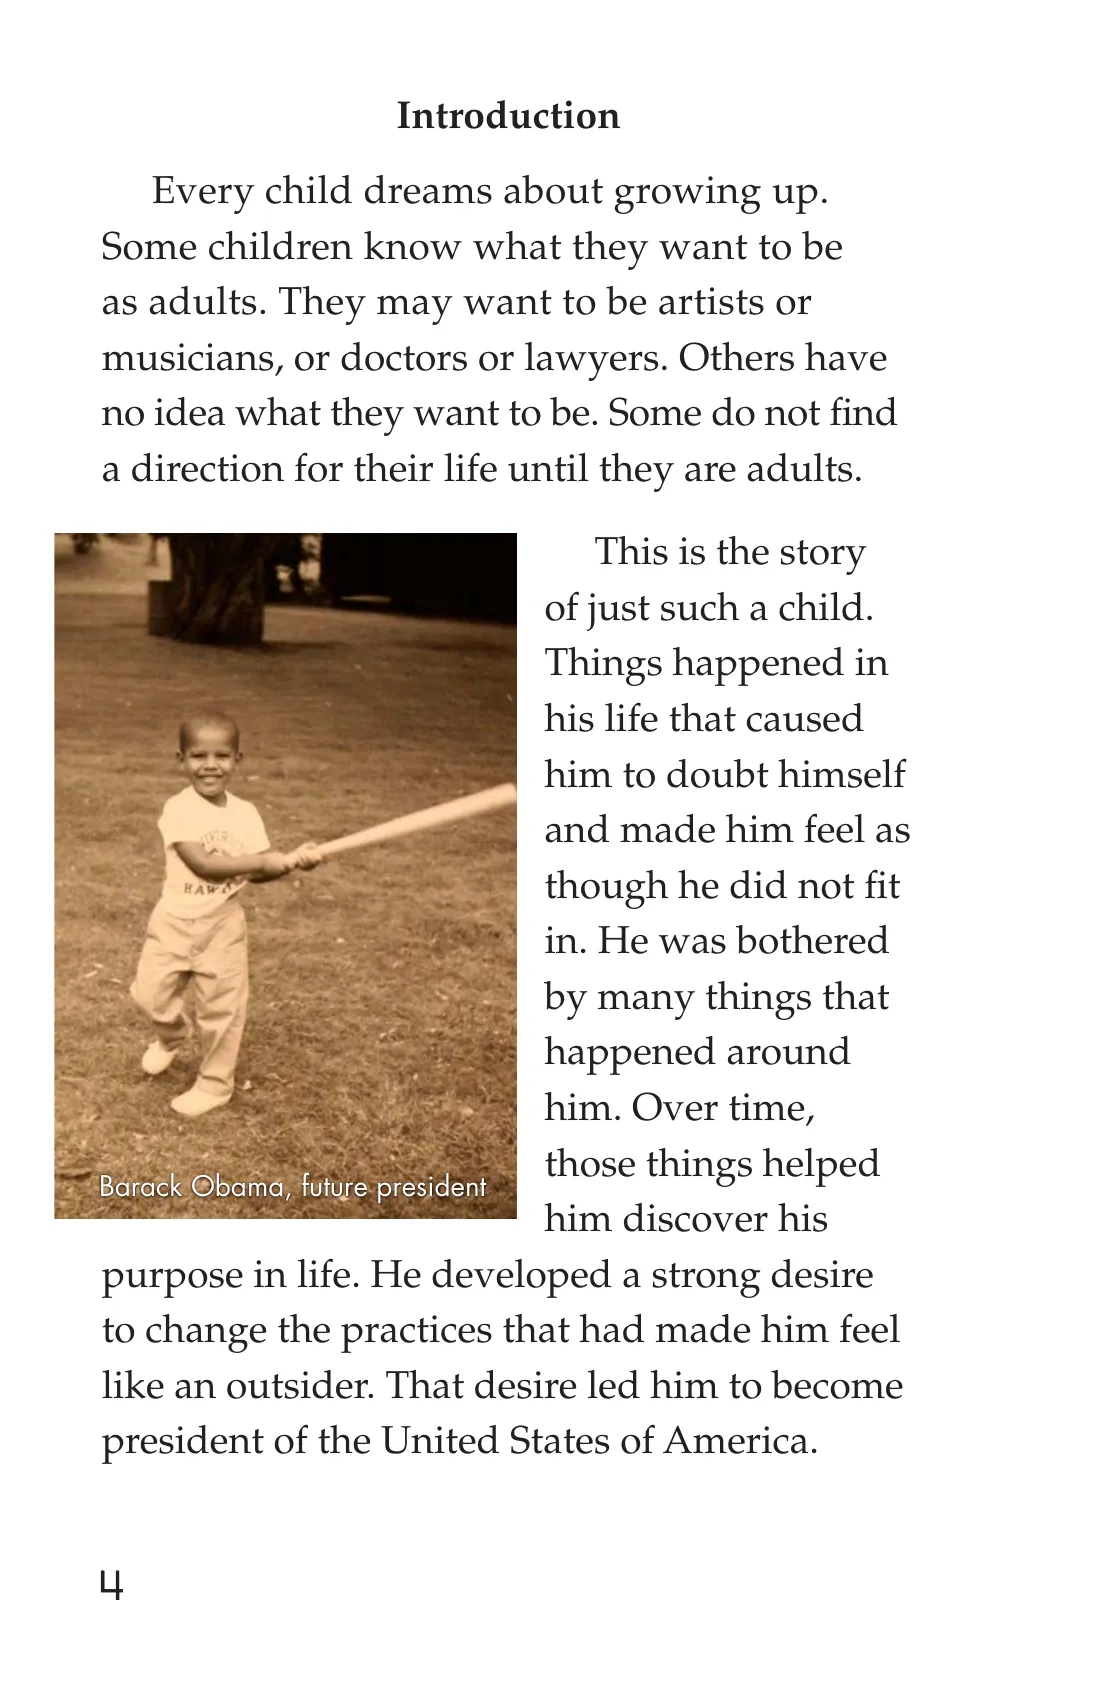 Introduction
Every child dreams about growing up.
Some children know what they want to be
as adults. They may want to be artists or
musicians, or doctors or lawyers. Others have
no idea what they want to be. Some do not find
a direction for their life until they are adults.
This is the story
of just such a child.
Things happened in
his life that caused
him to doubt himself
and made him feel as
though he did not fit
in. He was bothered
by many things that
happened around
him. Over time,
those things helped
him discover his
purpose in life. He developed a strong desire
to change the practices that had made him feel
like an outsider. That desire led him to become
president of the United States of America.
Barack Obama, future president
4